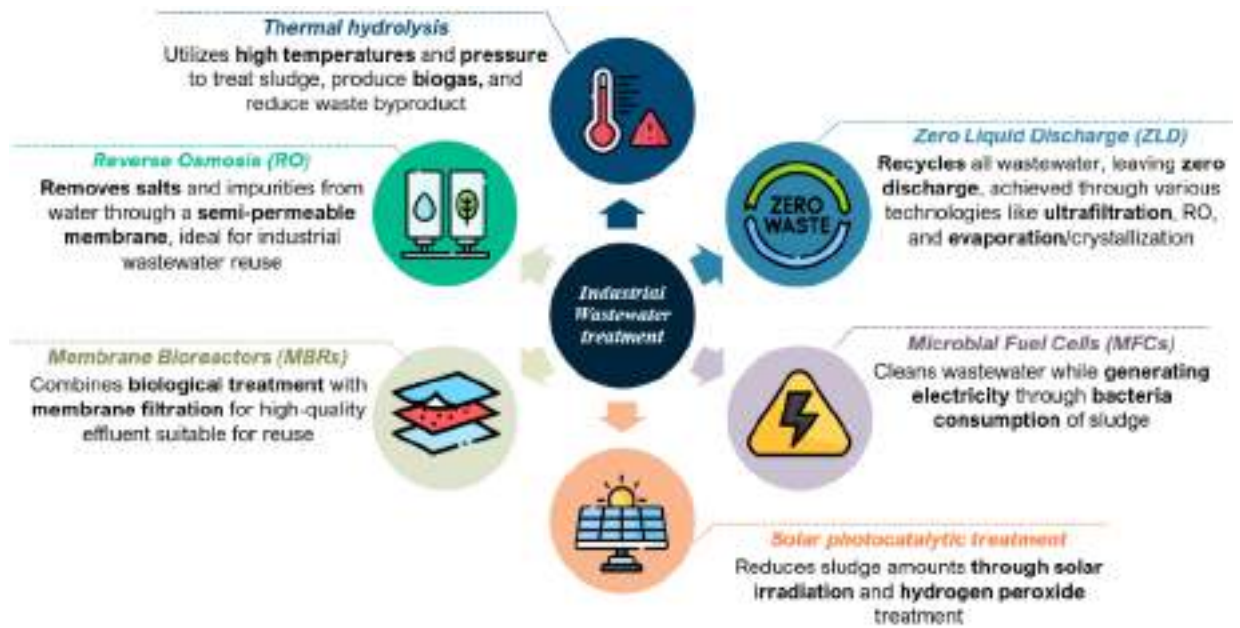 Thermal hydrolysis
Utilizes high temperatures and pressure
to treat sludge, produce biogas, and
reduce waste byproduct
Zero Liquid Discharge (ZLD)
Recycles all wastewater, leaving zero
discharge, achieved through various
technologies like ultrafiltration, RO,
and evaporation/crystallization
ZERO
WASTE
Reverse Osmosis (RO)
Removes salts and impurities from
water through a semi-permeable
membrane, ideal for industrial
wastewater reuse
Industrial
Wastewater
treatment
Membrane Bioreactors (MBRs)
Combines biological treatment with
membrane filtration for high-quality
effluent suitable for reuse
Microbial Fuel Cells (MFCs)
Cleans wastewater while generating
electricity through bacteria
consumption of sludge
Solar photocatalytic treatment
Reduces sludge amounts through solar
irradiation and hydrogen peroxide
treatment